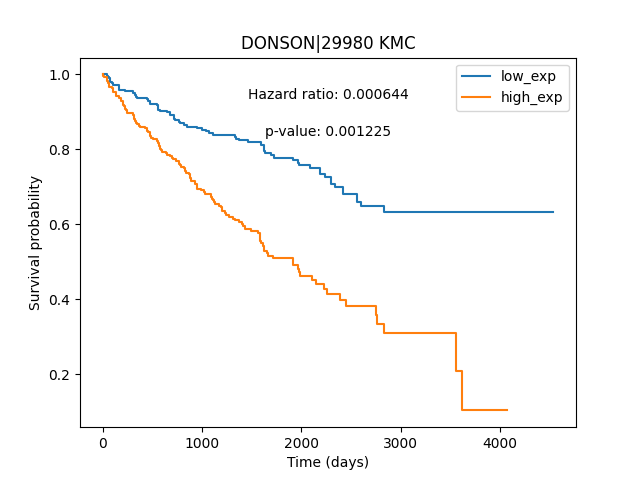 DONSON|29980 KMC
low_exp
high_exp
Hazard ratio: 0.000644
p-value: 0.001225
Survival probability
1.0
0.8
0.6
0.4
0.2
0
1000
2000
3000
4000
Time (days)